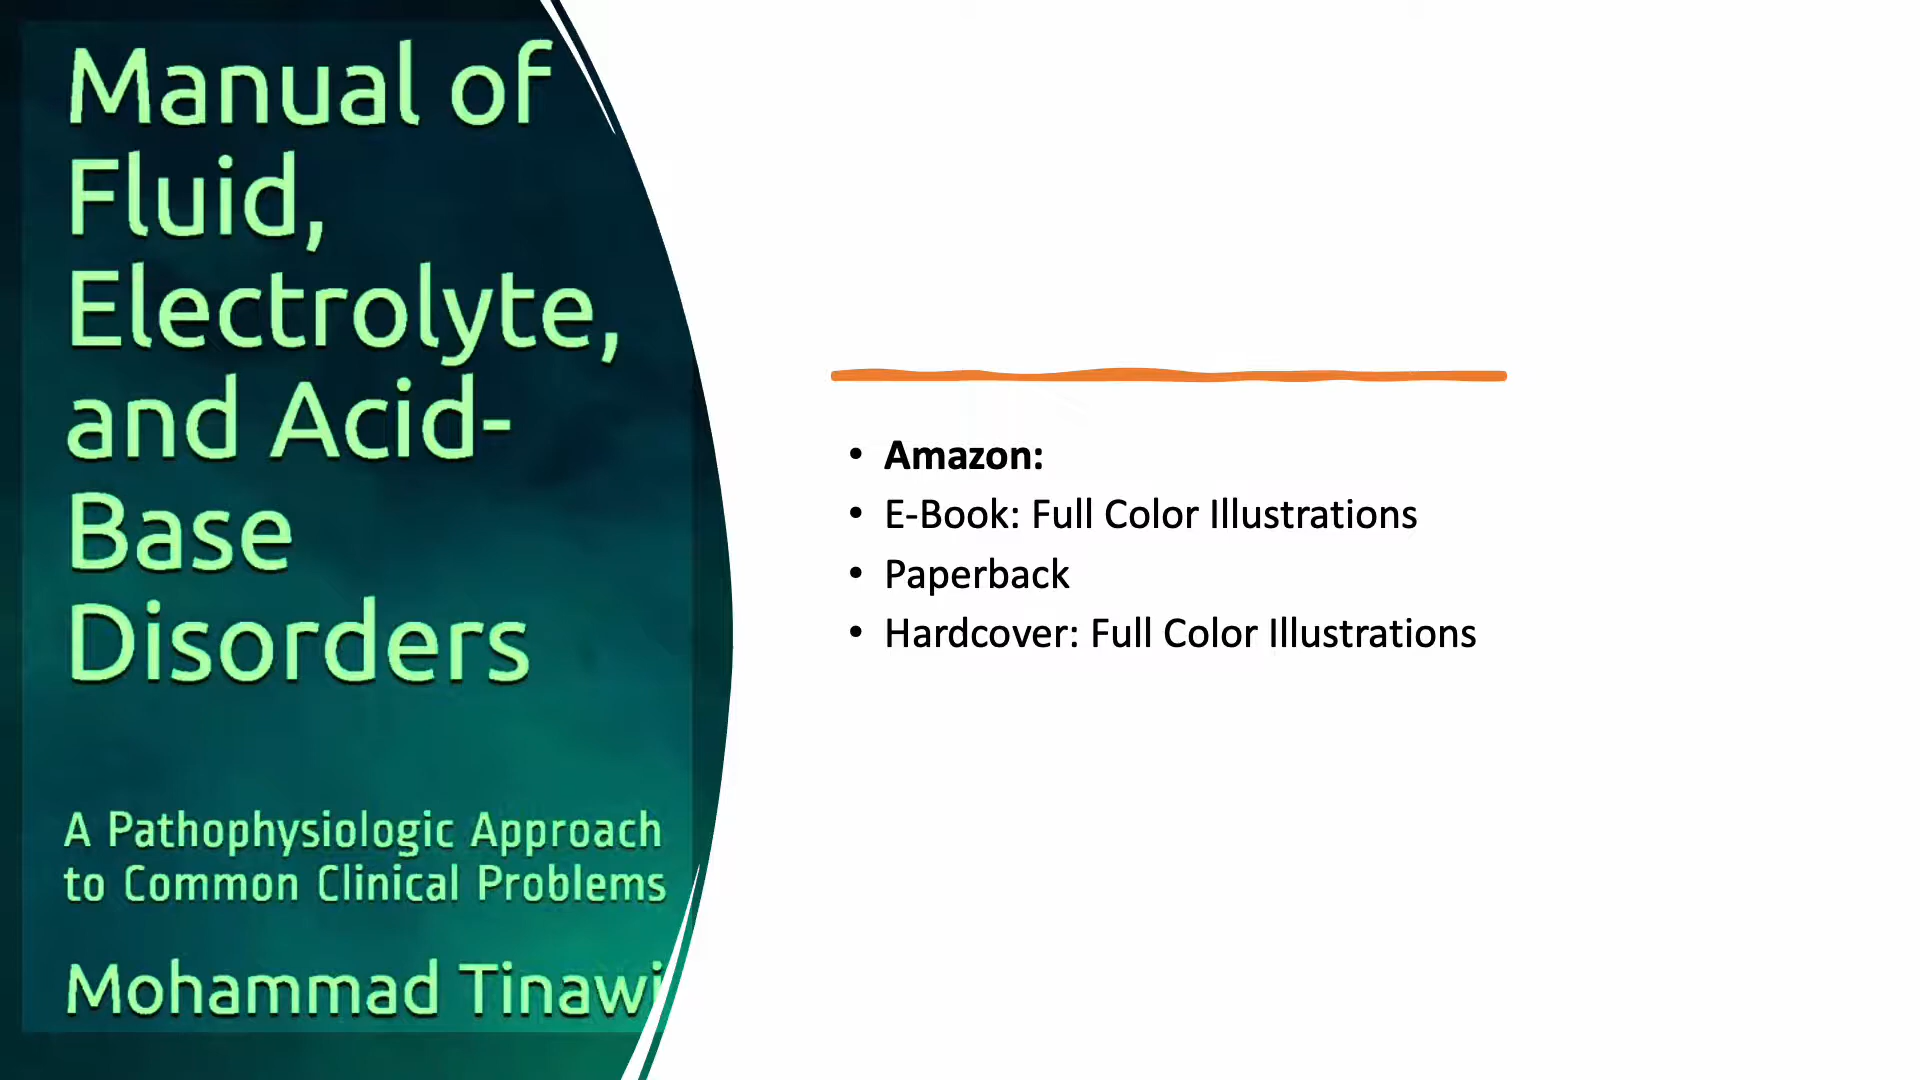 Manual of
Fluid,
Electrolyte,
and Acid-
Base
Disorders
A Pathophysiologic Approach
to Common Clinical Problems
Mohammad Tinawi
• Amazon:
• E-Book: Full Color Illustrations
• Paperback
• Hardcover: Full Color Illustrations